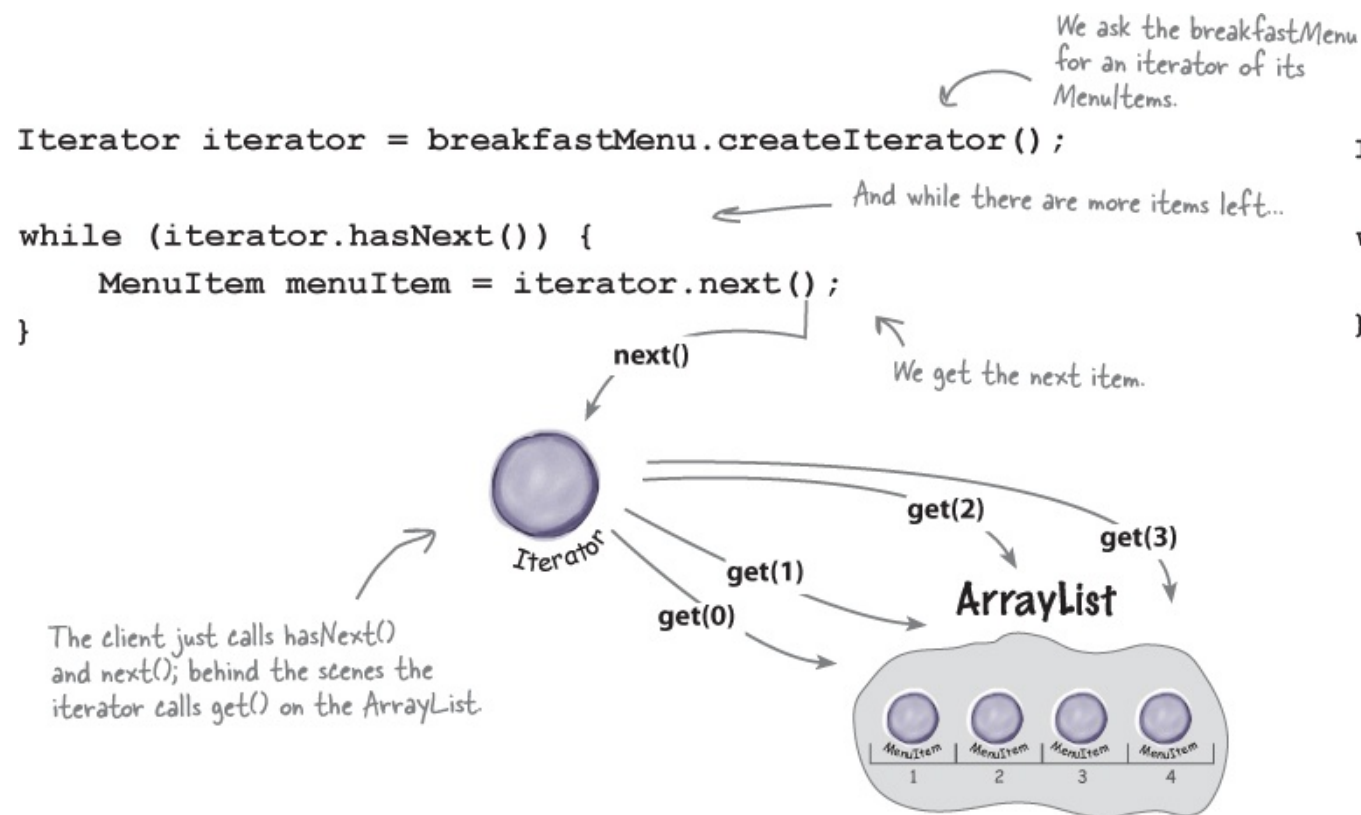 We ask the breakfastMenu
for an iterator of its
MenuItems.
Iterator iterator = breakfastMenu.createIterator();
And while there are more items left...
while (iterator.hasNext()) {
MenuItem menuItem = iterator.next();
}
next()
We get the next item.
Iterator
get(2)
get(3)
get(1)
get(0)
ArrayList
The client just calls hasNext()
and next(); behind the scenes the
iterator calls get() on the ArrayList.
MenuItem MenuItem MenuItem MenuItem
1 2 3 4